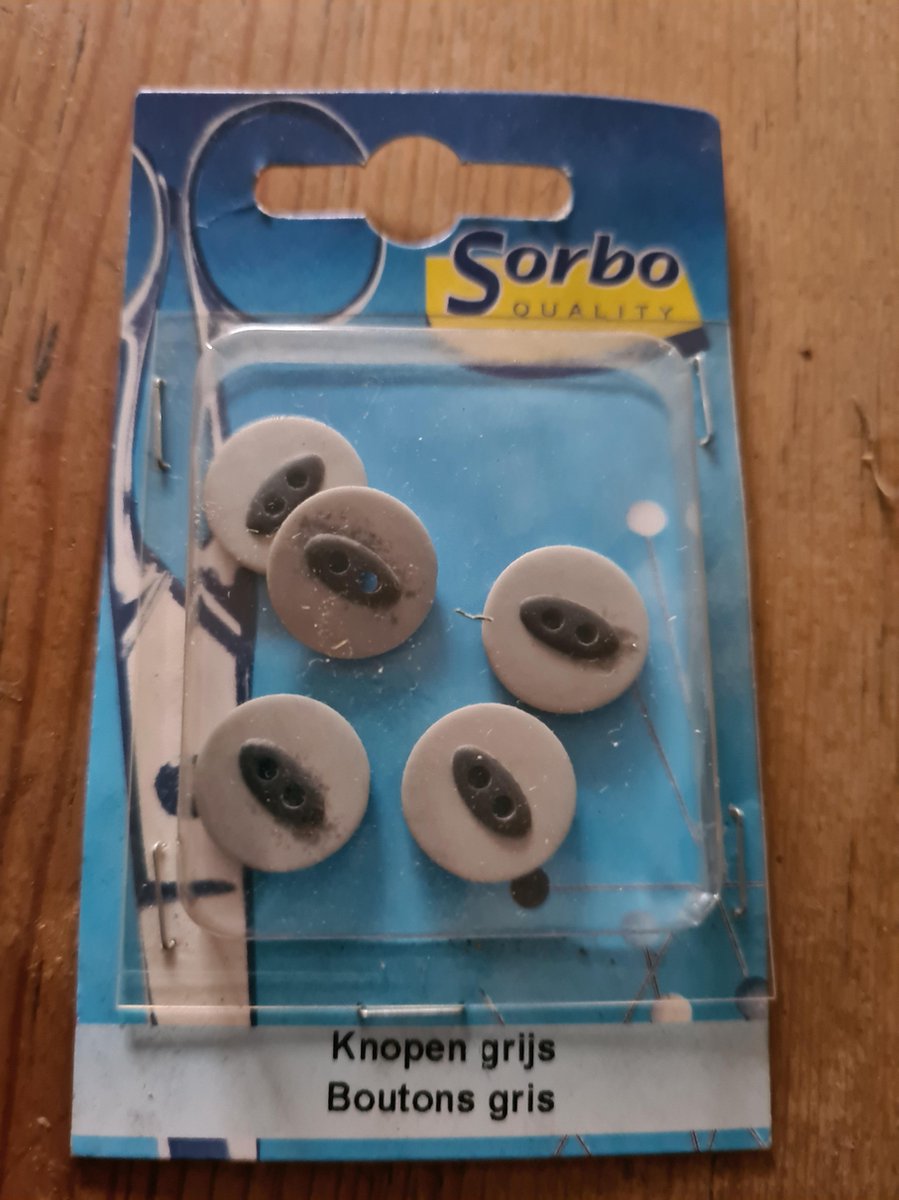 Sorbo
QUALITY
Knopen grijs
Boutons gris